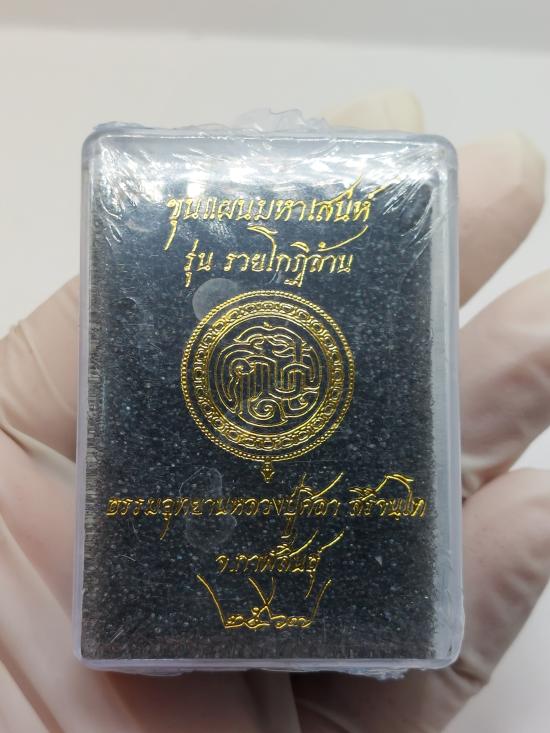 ขุนแผนมหาเสน่ห์
รุ่น รวยโกฏิล้าน
ธรรมอุทยานหลวงปู่ศิลา สิริจนฺโท
จ.กาฬสินธุ์
๒๕๖๗